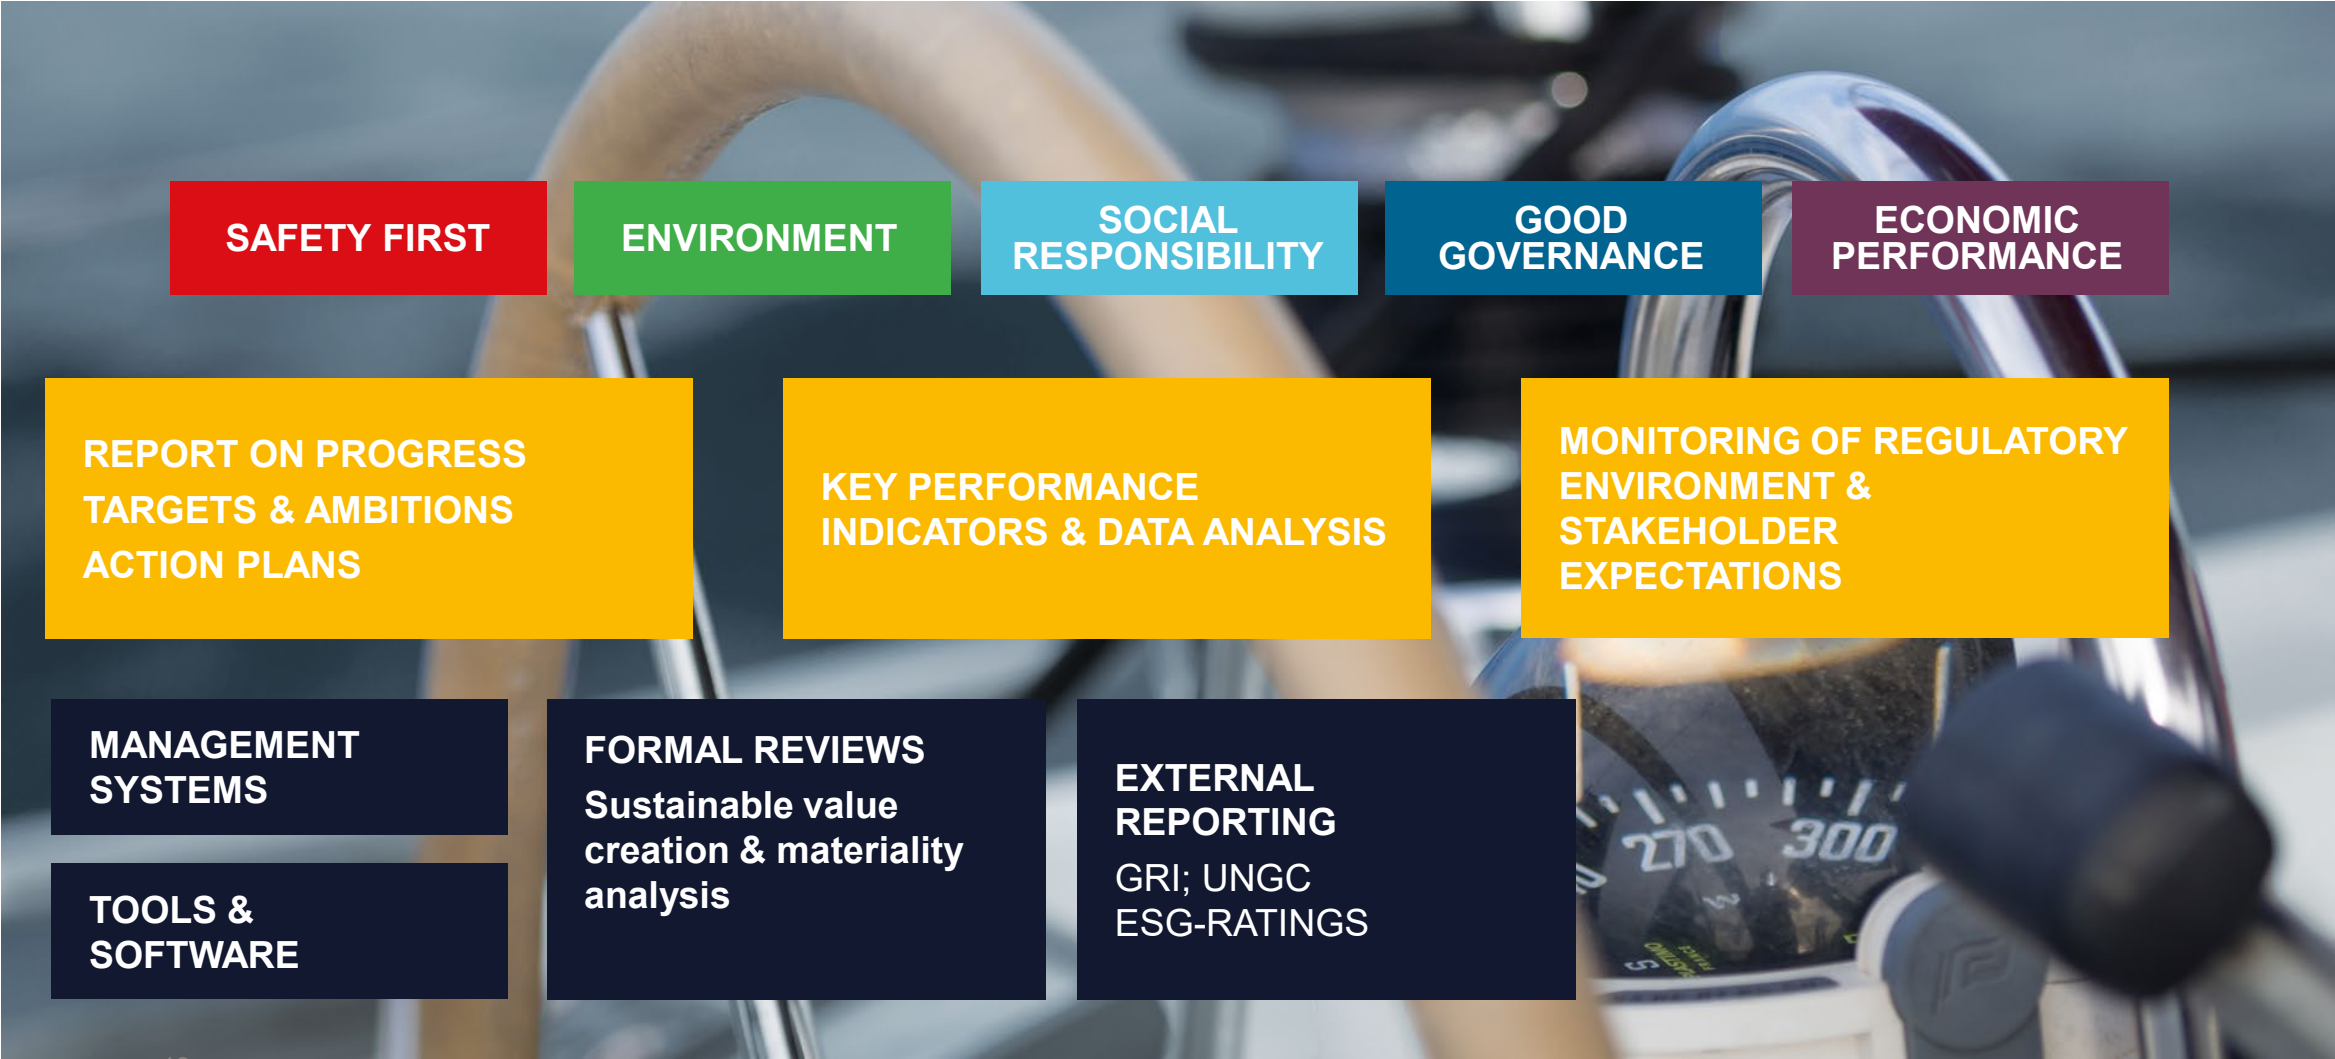 SAFETY FIRST
ENVIRONMENT
SOCIAL
RESPONSIBILITY
GOOD
GOVERNANCE
ECONOMIC
PERFORMANCE
REPORT ON PROGRESS
TARGETS & AMBITIONS
ACTION PLANS
KEY PERFORMANCE
INDICATORS & DATA ANALYSIS
MONITORING OF REGULATORY
ENVIRONMENT &
STAKEHOLDER
EXPECTATIONS
MANAGEMENT
SYSTEMS
TOOLS &
SOFTWARE
FORMAL REVIEWS
Sustainable value
creation & materiality
analysis
EXTERNAL
REPORTING
GRI; UNGC
ESG-RATINGS
270 300
S
PLASTIMO
FRANCE